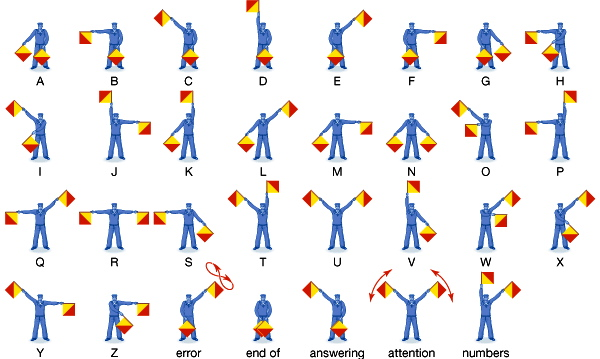 A B C D E F G H
I J K L M N O P
Q R S T U V W X
Y Z error end of answering attention numbers